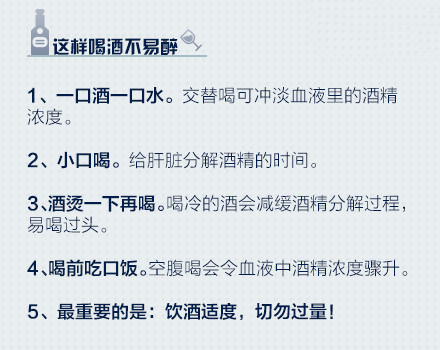 这样喝酒不易醉
1、一口酒一口水。交替喝可冲淡血液里的酒精
浓度。
2、小口喝。给肝脏分解酒精的时间。
3、酒烫一下再喝。喝冷的酒会减缓酒精分解过程，
易喝过头。
4、喝前吃口饭。空腹喝会令血液中酒精浓度骤升。
5、最重要的是：饮酒适度，切勿过量！